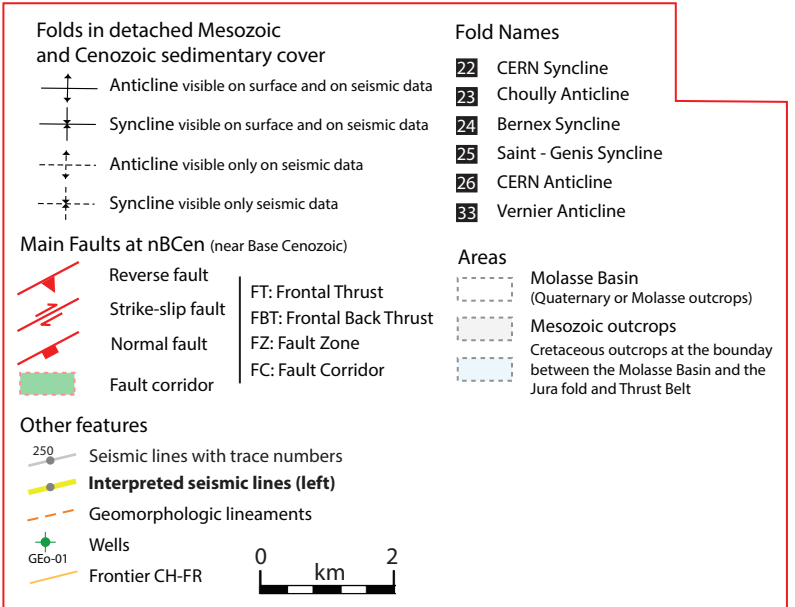 Folds in detached Mesozoic
and Cenozoic sedimentary cover
Anticline visible on surface and on seismic data
Syncline visible on surface and on seismic data
Anticline visible only on seismic data
Syncline visible only seismic data
Main Faults at nBCen (near Base Cenozoic)
Reverse fault
Strike-slip fault
Normal fault
Fault corridor
FT: Frontal Thrust
FBT: Frontal Back Thrust
FZ: Fault Zone
FC: Fault Corridor
Other features
250
Seismic lines with trace numbers
Interpreted seismic lines (left)
Geomorphologic lineaments
Wells
GEo-01
Frontier CH-FR
0 2
km
Fold Names
22 CERN Syncline
23 Choully Anticline
24 Bernex Syncline
25 Saint - Genis Syncline
26 CERN Anticline
33 Vernier Anticline
Areas
Molasse Basin
(Quaternary or Molasse outcrops)
Mesozoic outcrops
Cretaceous outcrops at the bounday
between the Molasse Basin and the
Jura fold and Thrust Belt